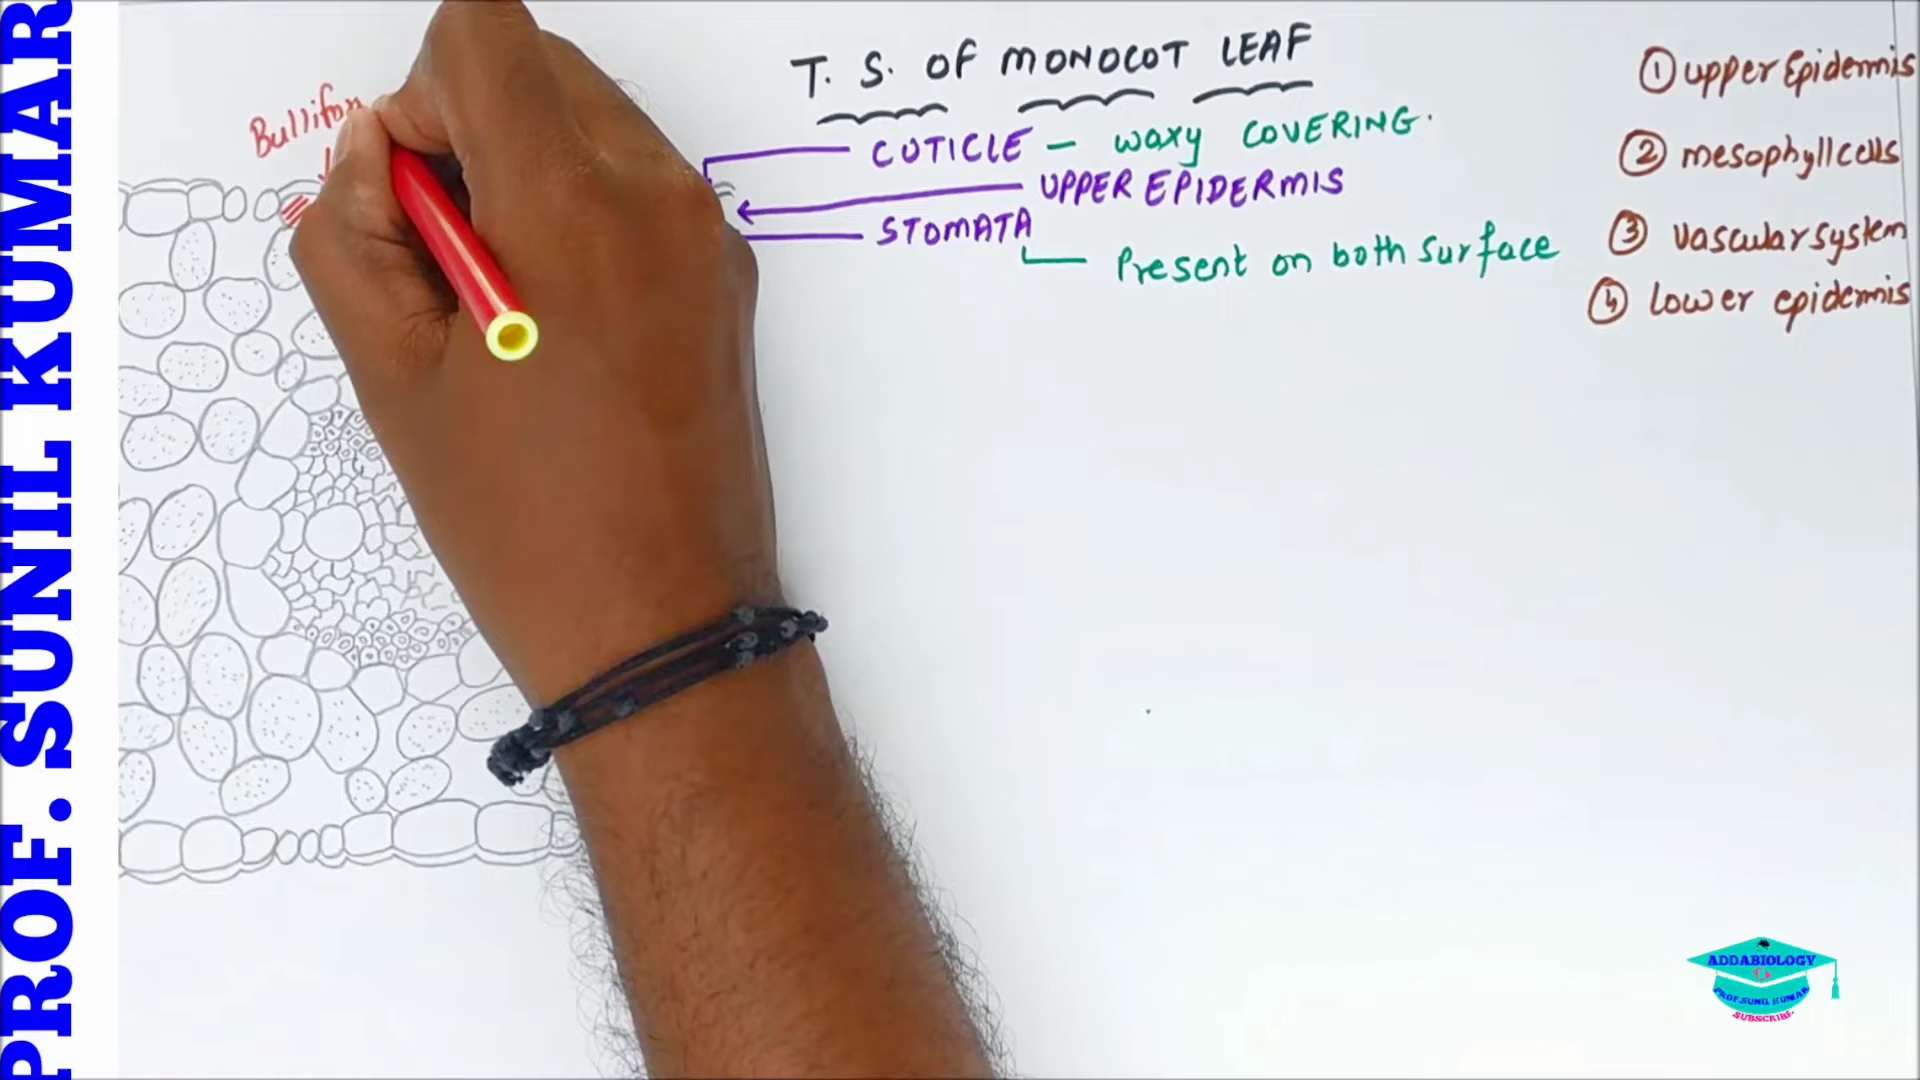 PROF. SUNIL KUMAR
T. S. OF MONOCOT LEAF
CUTICLE – waxy COVERING.
UPPER EPIDERMIS
STOMATA
Present on both Surface
① upper Epidermis
② mesophyll cells
③ vascular system
④ lower epidermis
ADDABIOLOGY
PROF.SUNIL KUMAR
SUBSCRIBE